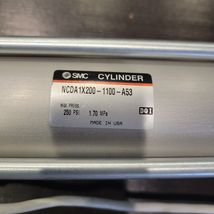 SMC CYLINDER
NCDA1X200-1100-A53
MAX PRESS.
250 PSI 1.70 MPa
MADE IN USA